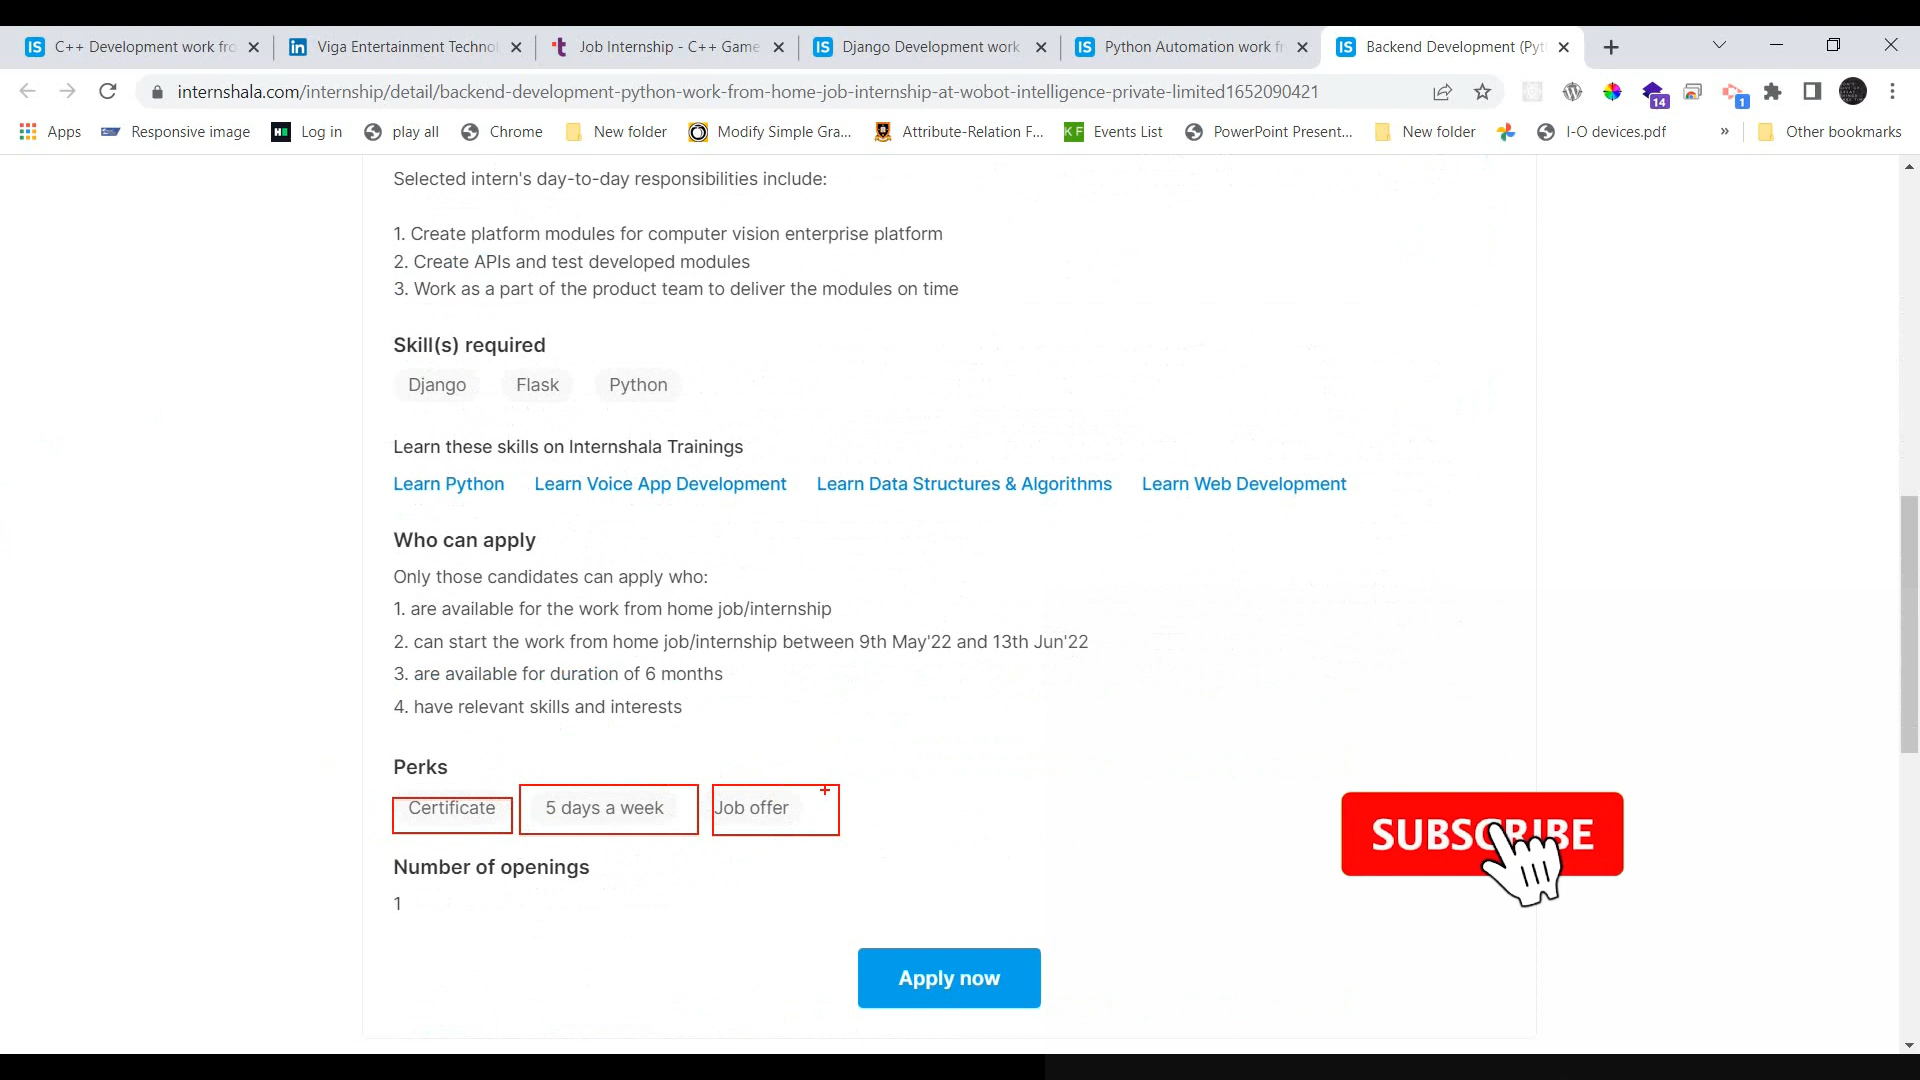 C++ Development work fro
Viga Entertainment Technol
Job Internship - C++ Game
Django Development work
Python Automation work fr
Backend Development (Pyt
internshala.com/internship/detail/backend-development-python-work-from-home-job-internship-at-wobot-intelligence-private-limited1652090421
14
1
Apps
Responsive image
Log in
play all
Chrome
New folder
Modify Simple Gra...
Attribute-Relation F...
KF
Events List
PowerPoint Present...
New folder
I-O devices.pdf
»
Other bookmarks
Selected intern's day-to-day responsibilities include:
1. Create platform modules for computer vision enterprise platform
2. Create APIs and test developed modules
3. Work as a part of the product team to deliver the modules on time
Skill(s) required
Django Flask Python
Learn these skills on Internshala Trainings
Learn Python Learn Voice App Development Learn Data Structures & Algorithms Learn Web Development
Who can apply
Only those candidates can apply who:
1. are available for the work from home job/internship
2. can start the work from home job/internship between 9th May'22 and 13th Jun'22
3. are available for duration of 6 months
4. have relevant skills and interests
Perks
Certificate 5 days a week Job offer
SUBSCRIBE
Number of openings
1
Apply now